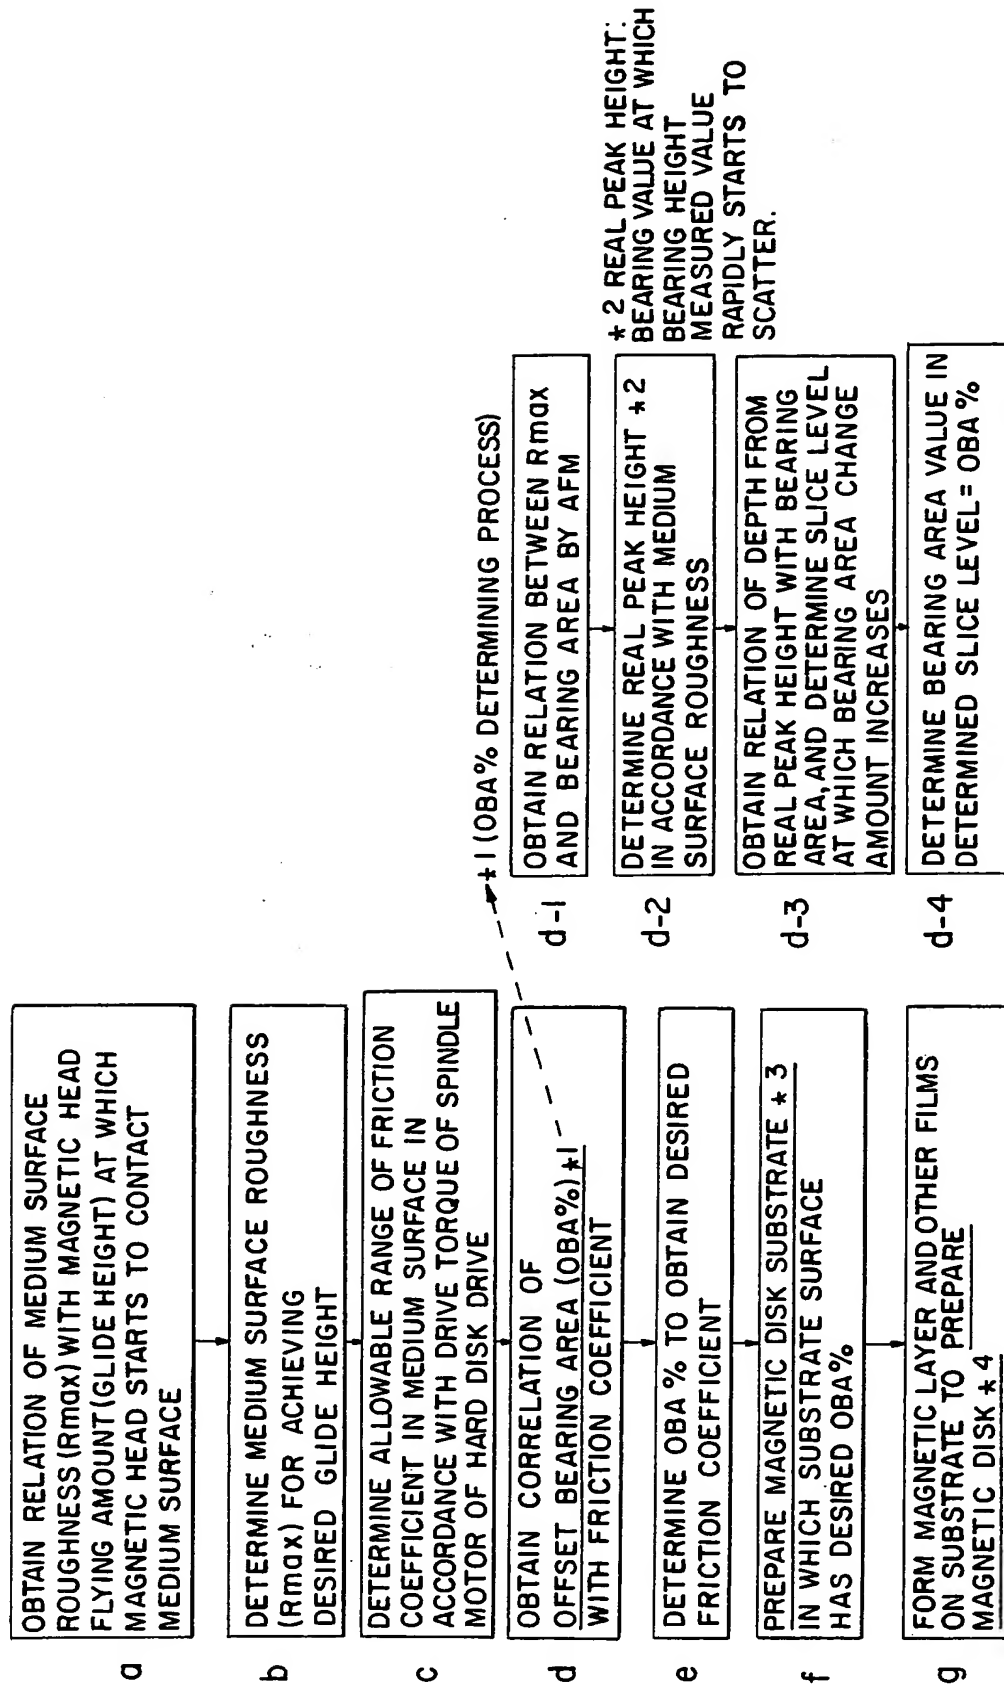 a
OBTAIN RELATION OF MEDIUM SURFACE
ROUGHNESS (Rmax) WITH MAGNETIC HEAD
FLYING AMOUNT (GLIDE HEIGHT) AT WHICH
MAGNETIC HEAD STARTS TO CONTACT
MEDIUM SURFACE
b
DETERMINE MEDIUM SURFACE ROUGHNESS
(Rmax) FOR ACHIEVING
DESIRED GLIDE HEIGHT
c
DETERMINE ALLOWABLE RANGE OF FRICTION
COEFFICIENT IN MEDIUM SURFACE IN
ACCORDANCE WITH DRIVE TORQUE OF SPINDLE
MOTOR OF HARD DISK DRIVE
d
OBTAIN CORRELATION OF
OFFSET BEARING AREA (OBA%) *1
WITH FRICTION COEFFICIENT
e
DETERMINE OBA % TO OBTAIN DESIRED
FRICTION COEFFICIENT
f
PREPARE MAGNETIC DISK SUBSTRATE *3
IN WHICH SUBSTRATE SURFACE
HAS DESIRED OBA%
g
FORM MAGNETIC LAYER AND OTHER FILMS
ON SUBSTRATE TO PREPARE
MAGNETIC DISK *4
*1 (OBA% DETERMINING PROCESS)
d-1
OBTAIN RELATION BETWEEN Rmax
AND BEARING AREA BY AFM
d-2
DETERMINE REAL PEAK HEIGHT *2
IN ACCORDANCE WITH MEDIUM
SURFACE ROUGHNESS
d-3
OBTAIN RELATION OF DEPTH FROM
REAL PEAK HEIGHT WITH BEARING
AREA, AND DETERMINE SLICE LEVEL
AT WHICH BEARING AREA CHANGE
AMOUNT INCREASES
d-4
DETERMINE BEARING AREA VALUE IN
DETERMINED SLICE LEVEL = OBA %
*2 REAL PEAK HEIGHT:
BEARING VALUE AT WHICH
BEARING HEIGHT
MEASURED VALUE
RAPIDLY STARTS TO
SCATTER.